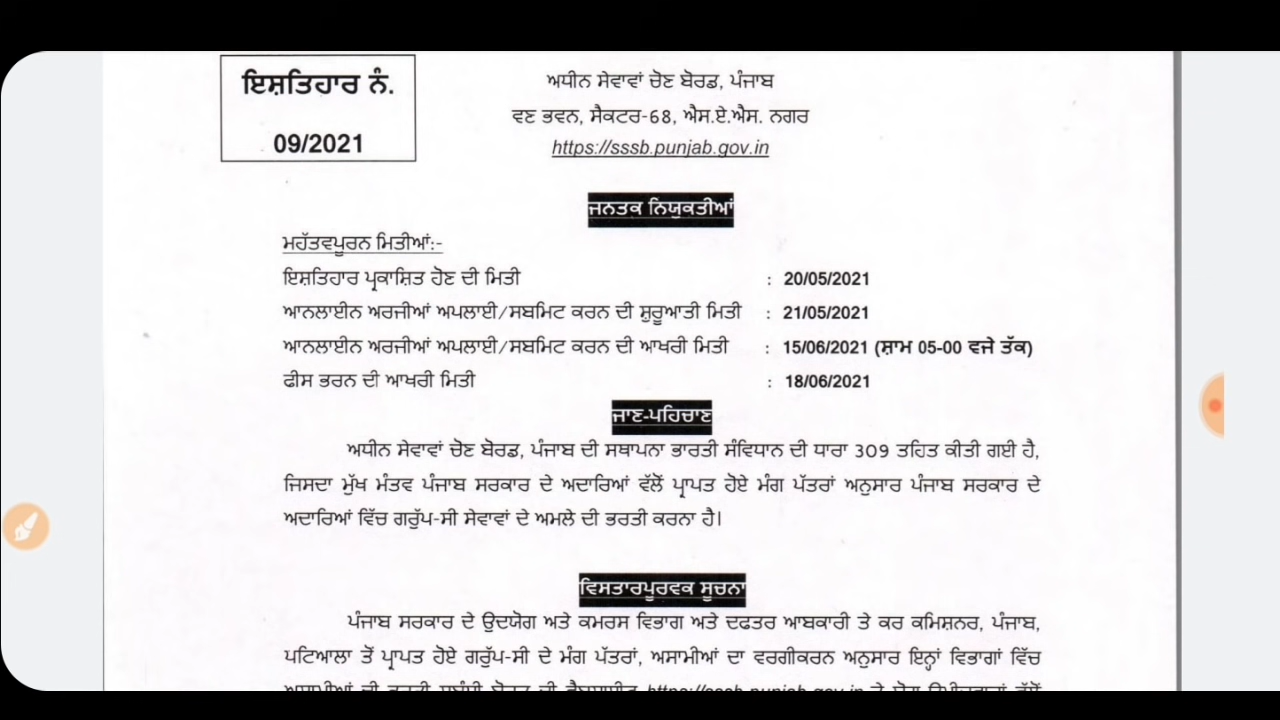 ਇਸ਼ਤਿਹਾਰ ਨੰ.
09/2021
ਅਧੀਨ ਸੇਵਾਵਾਂ ਚੋਣ ਬੋਰਡ, ਪੰਜਾਬ
ਵਣ ਭਵਨ, ਸੈਕਟਰ-68, ਐਸ.ਏ.ਐਸ. ਨਗਰ
https://sssb.punjab.gov.in
ਜਨਤਕ ਨਿਯੁਕਤੀਆਂ
ਮਹੱਤਵਪੂਰਨ ਮਿਤੀਆਂ:-
ਇਸ਼ਤਿਹਾਰ ਪ੍ਰਕਾਸ਼ਿਤ ਹੋਣ ਦੀ ਮਿਤੀ : 20/05/2021
ਆਨਲਾਈਨ ਅਰਜੀਆਂ ਅਪਲਾਈ/ਸਬਮਿਟ ਕਰਨ ਦੀ ਸ਼ੁਰੂਆਤੀ ਮਿਤੀ : 21/05/2021
ਆਨਲਾਈਨ ਅਰਜੀਆਂ ਅਪਲਾਈ/ਸਬਮਿਟ ਕਰਨ ਦੀ ਆਖਰੀ ਮਿਤੀ : 15/06/2021 (ਸ਼ਾਮ 05-00 ਵਜੇ ਤੱਕ)
ਫੀਸ ਭਰਨ ਦੀ ਆਖਰੀ ਮਿਤੀ : 18/06/2021
ਜਾਣ-ਪਹਿਚਾਣ
ਅਧੀਨ ਸੇਵਾਵਾਂ ਚੋਣ ਬੋਰਡ, ਪੰਜਾਬ ਦੀ ਸਥਾਪਨਾ ਭਾਰਤੀ ਸੰਵਿਧਾਨ ਦੀ ਧਾਰਾ 309 ਤਹਿਤ ਕੀਤੀ ਗਈ ਹੈ,
ਜਿਸਦਾ ਮੁੱਖ ਮੰਤਵ ਪੰਜਾਬ ਸਰਕਾਰ ਦੇ ਅਦਾਰਿਆਂ ਵੱਲੋਂ ਪ੍ਰਾਪਤ ਹੋਏ ਮੰਗ ਪੱਤਰਾਂ ਅਨੁਸਾਰ ਪੰਜਾਬ ਸਰਕਾਰ ਦੇ
ਅਦਾਰਿਆਂ ਵਿੱਚ ਗਰੁੱਪ-ਸੀ ਸੇਵਾਵਾਂ ਦੇ ਅਮਲੇ ਦੀ ਭਰਤੀ ਕਰਨਾ ਹੈ।
ਵਿਸਤਾਰਪੂਰਵਕ ਸੂਚਨਾ
ਪੰਜਾਬ ਸਰਕਾਰ ਦੇ ਉਦਯੋਗ ਅਤੇ ਕਮਰਸ ਵਿਭਾਗ ਅਤੇ ਦਫਤਰ ਆਬਕਾਰੀ ਤੇ ਕਰ ਕਮਿਸ਼ਨਰ, ਪੰਜਾਬ,
ਪਟਿਆਲਾ ਤੋਂ ਪ੍ਰਾਪਤ ਹੋਏ ਗਰੁੱਪ-ਸੀ ਦੇ ਮੰਗ ਪੱਤਰਾਂ, ਅਸਾਮੀਆਂ ਦਾ ਵਰਗੀਕਰਨ ਅਨੁਸਾਰ ਇਨ੍ਹਾਂ ਵਿਭਾਗਾਂ ਵਿੱਚ
https://sssb.punjab.gov.in